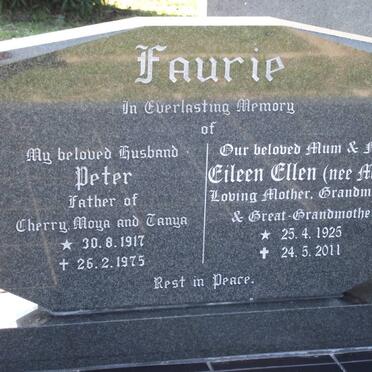 Faurie
In Everlasting Memory
of
My beloved Husband
Peter
Father of
Cherry, Moya and Tanya
★ 30.8.1917
✝ 26.2.1975
Our beloved Mum &
Eileen Ellen (nee
Loving Mother,
& Great-Grandmothe
★ 25.4.1925
✝ 24.5.2011
Rest in Peace.